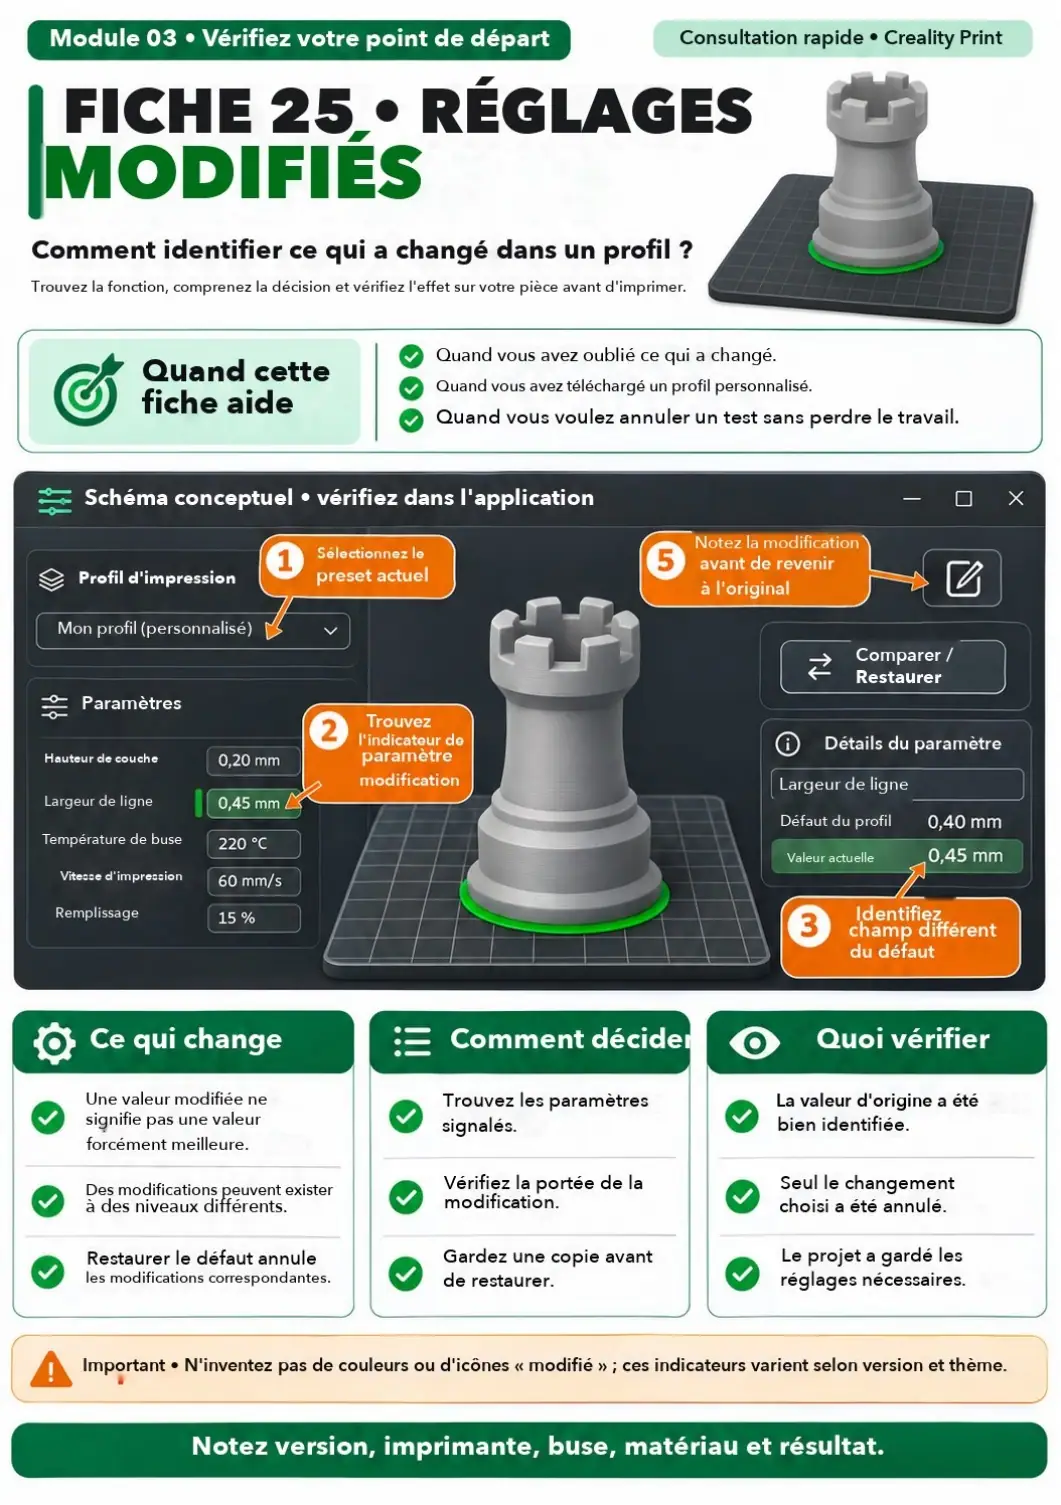 Module 03 • Vérifiez votre point de départ
Consultation rapide • Creality Print
FICHE 25 • RÉGLAGES
MODIFIÉS
Comment identifier ce qui a changé dans un profil ?
Trouvez la fonction, comprenez la décision et vérifiez l'effet sur votre pièce avant d'imprimer.
Quand cette
fiche aide
Quand vous avez oublié ce qui a changé.
Quand vous avez téléchargé un profil personnalisé.
Quand vous voulez annuler un test sans perdre le travail.
Schéma conceptuel • vérifiez dans l'application
Profil d'impression
1
Sélectionnez le
preset actuel
Mon profil (personnalisé)
5
Notez la modification
avant de revenir
à l'original
Comparer /
Restaurer
Paramètres
2
Trouvez
l'indicateur de
paramètre
modification
Hauteur de couche
0,20 mm
Largeur de ligne
0,45 mm
Température de buse
220 °C
Vitesse d'impression
60 mm/s
Remplissage
15 %
Détails du paramètre
Largeur de ligne
Défaut du profil
0,40 mm
Valeur actuelle
0,45 mm
3
Identifiez
champ différent
du défaut
Ce qui change
Une valeur modifiée ne
signifie pas une valeur
forcément meilleure.
Des modifications peuvent exister
à des niveaux différents.
Restaurer le défaut annule
les modifications correspondantes.
Comment décider
Trouvez les paramètres
signalés.
Vérifiez la portée de la
modification.
Gardez une copie avant
de restaurer.
Quoi vérifier
La valeur d'origine a été
bien identifiée.
Seul le changement
choisi a été annulé.
Le projet a gardé les
réglages nécessaires.
Important • N'inventez pas de couleurs ou d'icônes « modifié » ; ces indicateurs varient selon version et thème.
Notez version, imprimante, buse, matériau et résultat.